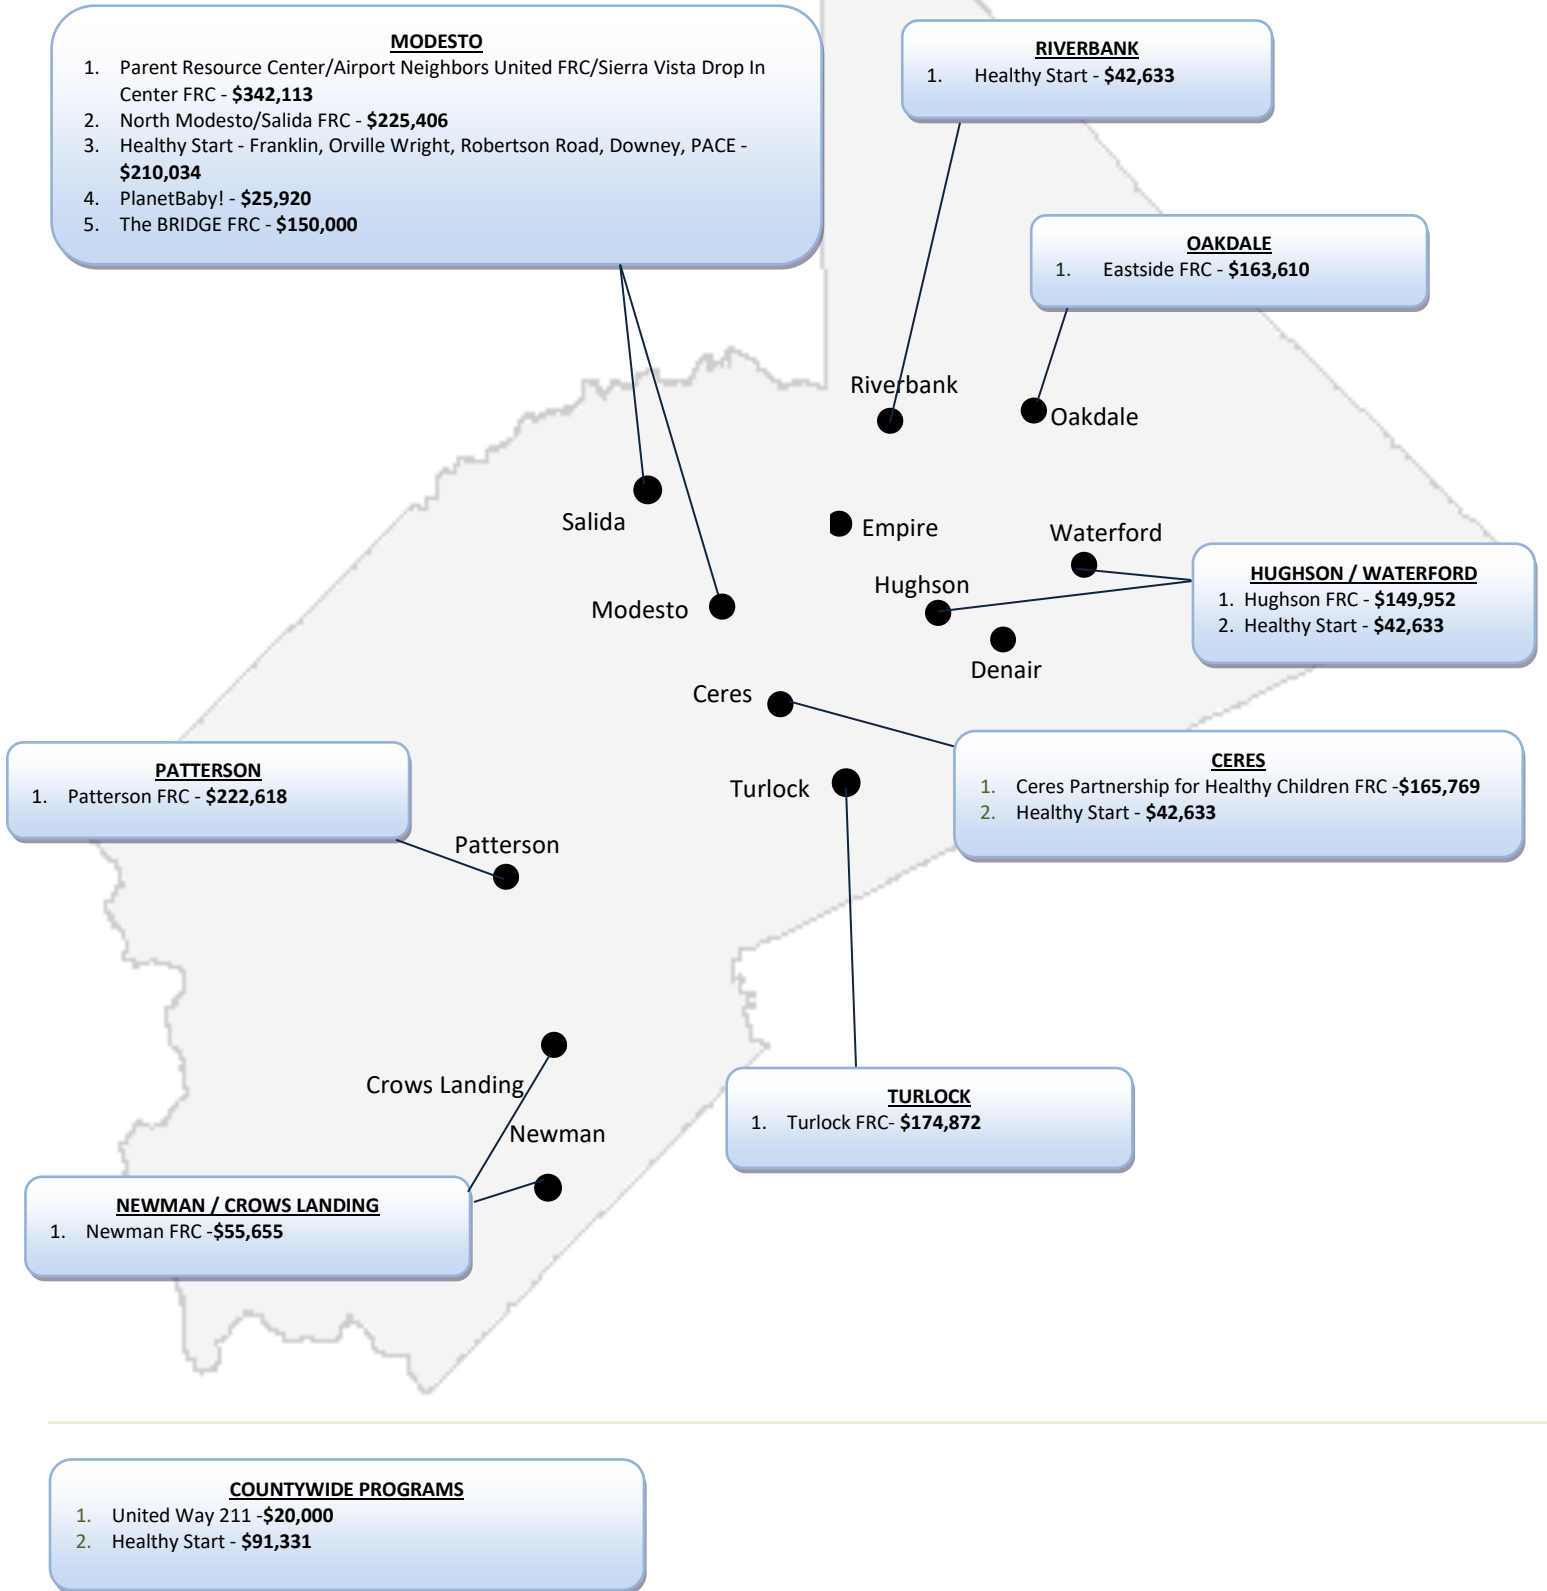 MODESTO
1. Parent Resource Center/Airport Neighbors United FRC/Sierra Vista Drop In
Center FRC - $342,113
2. North Modesto/Salida FRC - $225,406
3. Healthy Start - Franklin, Orville Wright, Robertson Road, Downey, PACE -
$210,034
4. PlanetBaby! - $25,920
5. The BRIDGE FRC - $150,000
RIVERBANK
1. Healthy Start - $42,633
OAKDALE
1. Eastside FRC - $163,610
Riverbank
Oakdale
Salida
Empire
Waterford
Hughson
Modesto
Denair
HUGHSON / WATERFORD
1. Hughson FRC - $149,952
2. Healthy Start - $42,633
Ceres
CERES
1. Ceres Partnership for Healthy Children FRC -$165,769
2. Healthy Start - $42,633
PATTERSON
1. Patterson FRC - $222,618
Turlock
Patterson
Crows Landing
Newman
TURLOCK
1. Turlock FRC- $174,872
NEWMAN / CROWS LANDING
1. Newman FRC -$55,655
COUNTYWIDE PROGRAMS
1. United Way 211 -$20,000
2. Healthy Start - $91,331